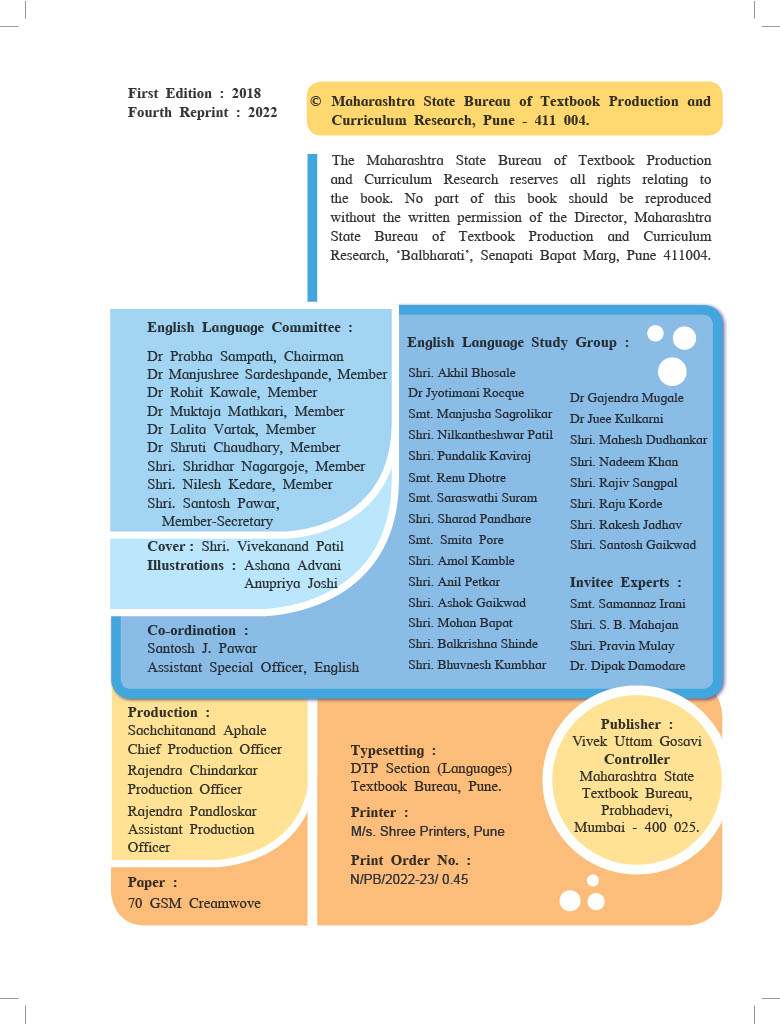 First Edition : 2018
Fourth Reprint : 2022
© Maharashtra State Bureau of Textbook Production and
Curriculum Research, Pune - 411 004.
The Maharashtra State Bureau of Textbook Production
and Curriculum Research reserves all rights relating to
the book. No part of this book should be reproduced
without the written permission of the Director, Maharashtra
State Bureau of Textbook Production and Curriculum
Research, ‘Balbharati’, Senapati Bapat Marg, Pune 411004.
English Language Committee :
Dr Prabha Sampath, Chairman
Dr Manjushree Sardeshpande, Member
Dr Rohit Kawale, Member
Dr Muktaja Mathkari, Member
Dr Lalita Vartak, Member
Dr Shruti Chaudhary, Member
Shri. Shridhar Nagargoje, Member
Shri. Nilesh Kedare, Member
Shri. Santosh Pawar,
Member-Secretary
Cover : Shri. Vivekanand Patil
Illustrations : Ashana Advani
Anupriya Joshi
Co-ordination :
Santosh J. Pawar
Assistant Special Officer, English
English Language Study Group :
Shri. Akhil Bhosale
Dr Jyotimani Rocque
Smt. Manjusha Sagrolikar
Shri. Nilkantheshwar Patil
Shri. Pundalik Kaviraj
Smt. Renu Dhotre
Smt. Saraswathi Suram
Shri. Sharad Pandhare
Smt. Smita Pore
Shri. Amol Kamble
Shri. Anil Petkar
Shri. Ashok Gaikwad
Shri. Mohan Bapat
Shri. Balkrishna Shinde
Shri. Bhuvnesh Kumbhar
Dr Gajendra Mugale
Dr Juee Kulkarni
Shri. Mahesh Dudhankar
Shri. Nadeem Khan
Shri. Rajiv Sangpal
Shri. Raju Korde
Shri. Rakesh Jadhav
Shri. Santosh Gaikwad
Invitee Experts :
Smt. Samannaz Irani
Shri. S. B. Mahajan
Shri. Pravin Mulay
Dr. Dipak Damodare
Production :
Sachchitanand Aphale
Chief Production Officer
Rajendra Chindarkar
Production Officer
Rajendra Pandloskar
Assistant Production
Officer
Paper :
70 GSM Creamwove
Typesetting :
DTP Section (Languages)
Textbook Bureau, Pune.
Printer :
M/s. Shree Printers, Pune
Print Order No. :
N/PB/2022-23/ 0.45
Publisher :
Vivek Uttam Gosavi
Controller
Maharashtra State
Textbook Bureau,
Prabhadevi,
Mumbai - 400 025.